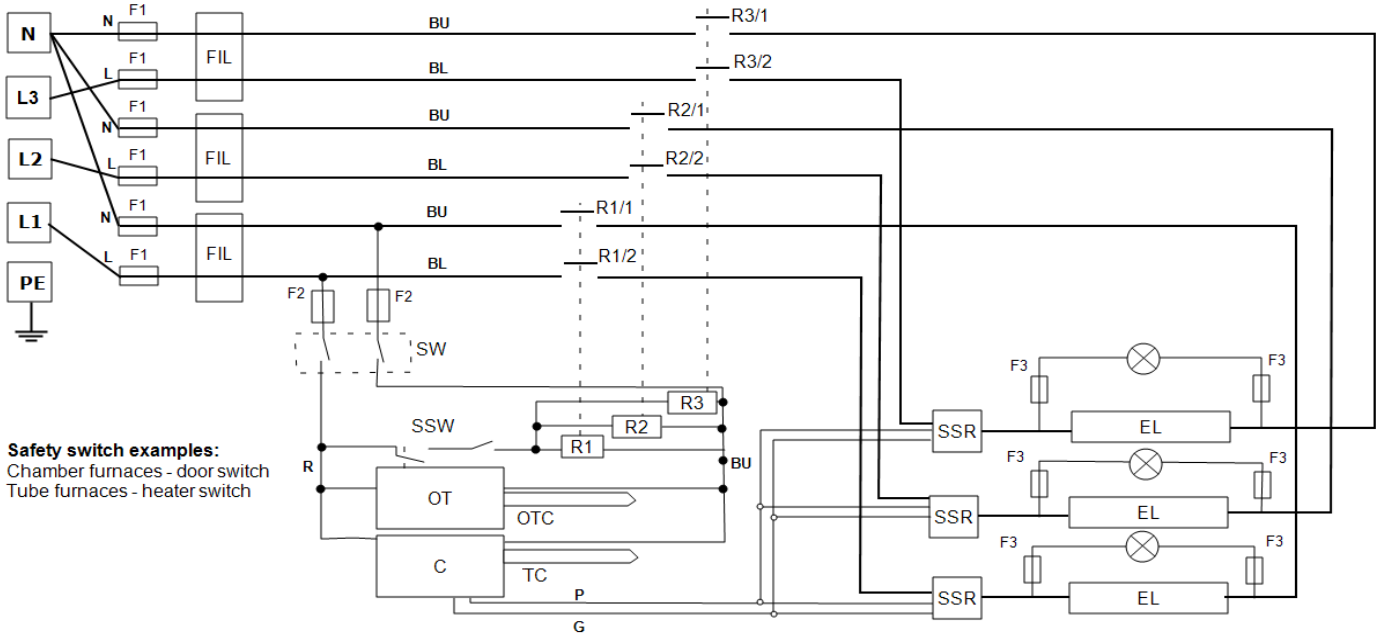 N F1 BU R3/1
N
FIL
L F1 BL R3/2
L3
N F1 BU R2/1
FIL
L2 L F1 BL R2/2
N F1 BU R1/1
L1
FIL
L F1 BL R1/2
PE
F2 F2
SW
F3 F3
R3
SSW R2 SSR EL
R1
Safety switch examples:
Chamber furnaces - door switch
Tube furnaces - heater switch
R BU
F3 F3
OT
OTC
SSR EL
F3 F3
C
TC
P
SSR EL
G